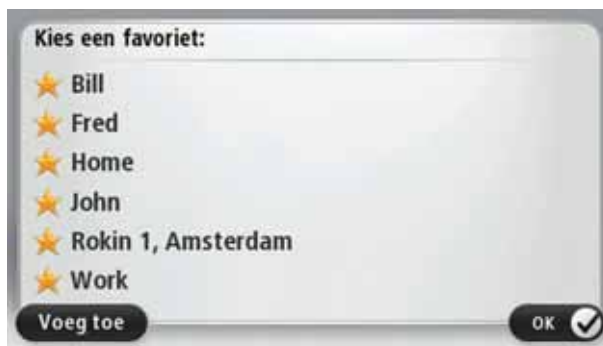 Kies een favoriet:
Bill
Fred
Home
John
Rokin 1, Amsterdam
Work
Voeg toe
OK